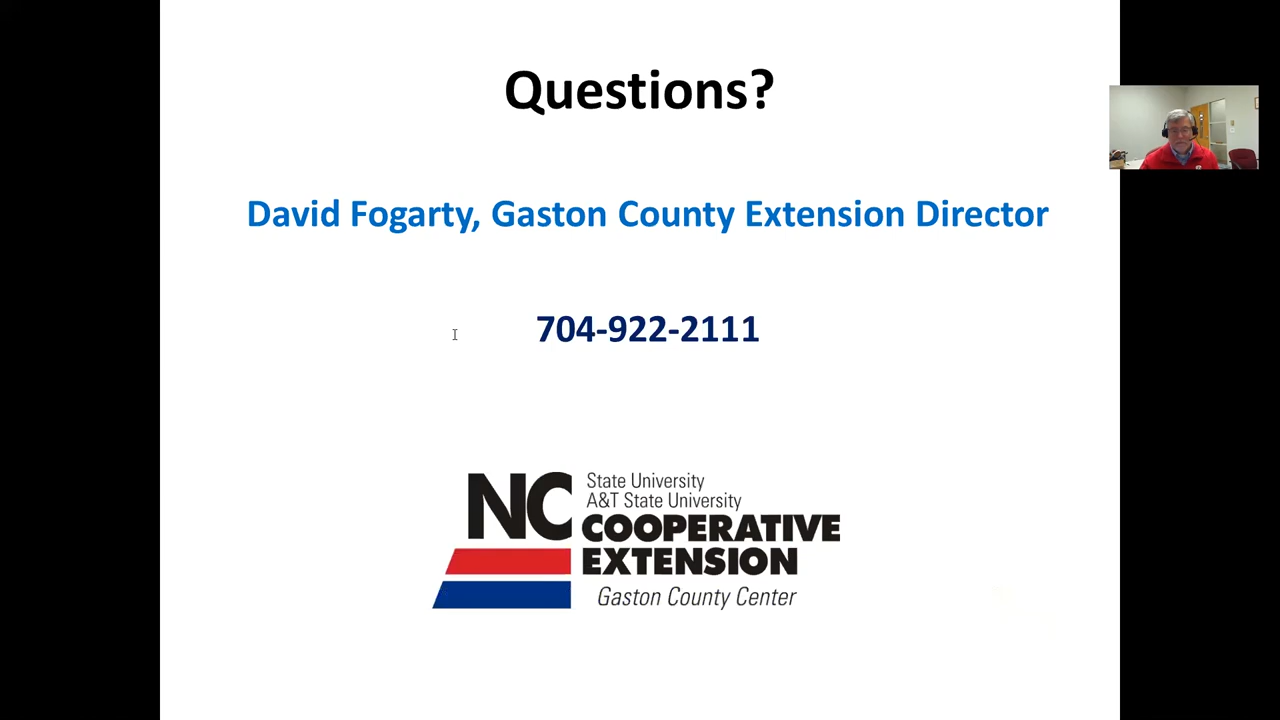 Questions?
David Fogarty, Gaston County Extension Director
704-922-2111
NC State University
A&T State University
COOPERATIVE
EXTENSION
Gaston County Center